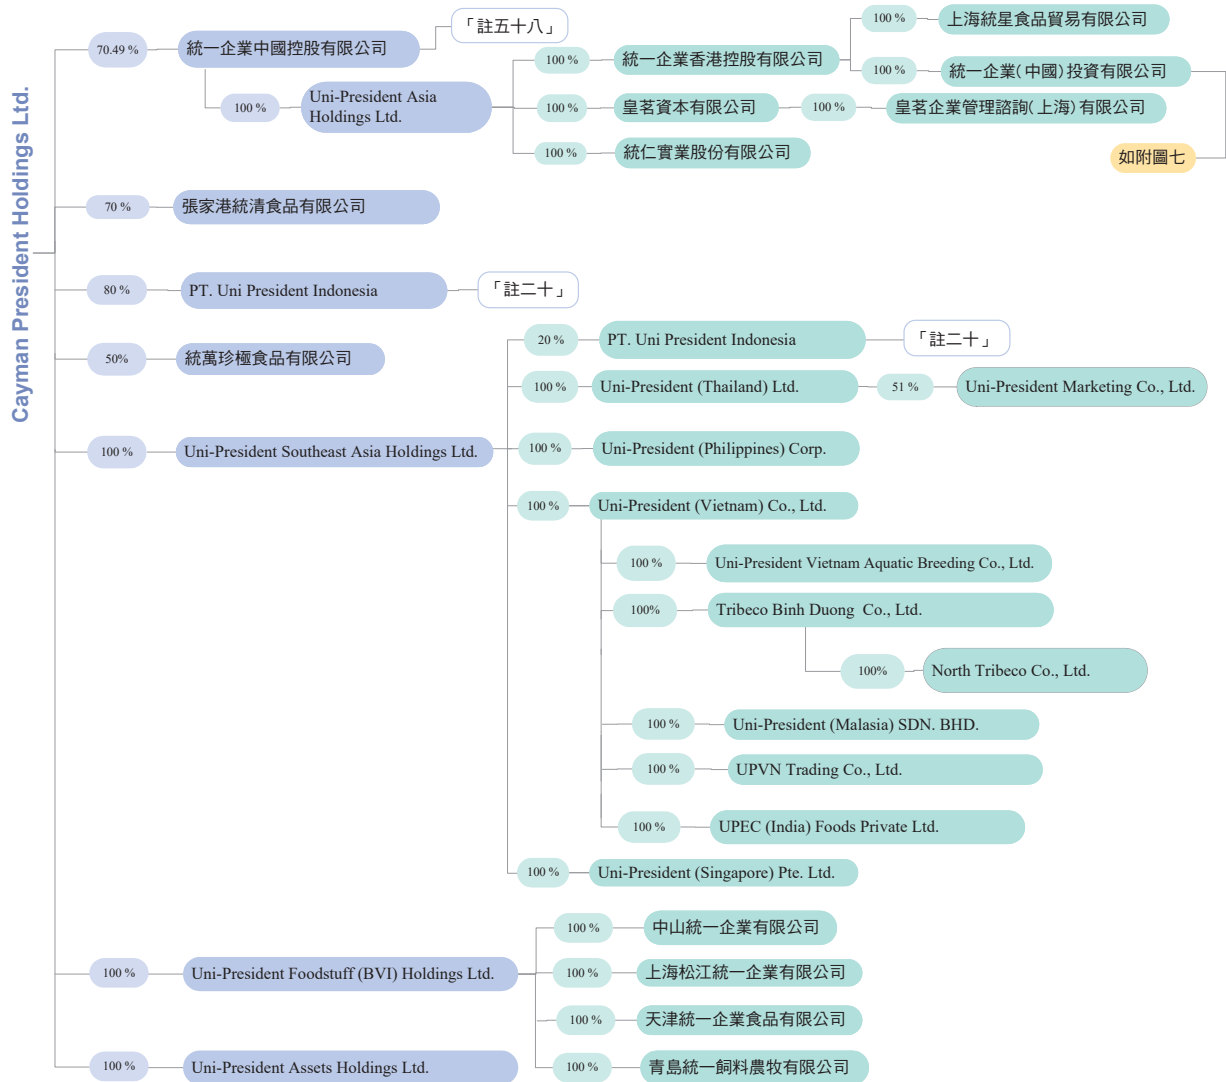 Cayman President Holdings Ltd.
70.49 %
統一企業中國控股有限公司
「註五十八」
100 %
Uni-President Asia
Holdings Ltd.
100 %
統一企業香港控股有限公司
100 %
上海統星食品貿易有限公司
100 %
統一企業(中國)投資有限公司
如附圖七
100 %
皇茗資本有限公司
100 %
皇茗企業管理諮詢(上海)有限公司
100 %
統仁實業股份有限公司
70 %
張家港統清食品有限公司
80 %
PT. Uni President Indonesia
「註二十」
50%
統萬珍極食品有限公司
100 %
Uni-President Southeast Asia Holdings Ltd.
20 %
PT. Uni President Indonesia
「註二十」
100 %
Uni-President (Thailand) Ltd.
51 %
Uni-President Marketing Co., Ltd.
100 %
Uni-President (Philippines) Corp.
100 %
Uni-President (Vietnam) Co., Ltd.
100 %
Uni-President Vietnam Aquatic Breeding Co., Ltd.
100%
Tribeco Binh Duong Co., Ltd.
100%
North Tribeco Co., Ltd.
100 %
Uni-President (Malasia) SDN. BHD.
100 %
UPVN Trading Co., Ltd.
100 %
UPEC (India) Foods Private Ltd.
100 %
Uni-President (Singapore) Pte. Ltd.
100 %
Uni-President Foodstuff (BVI) Holdings Ltd.
100 %
中山統一企業有限公司
100 %
上海松江統一企業有限公司
100 %
天津統一企業食品有限公司
100 %
青島統一飼料農牧有限公司
100 %
Uni-President Assets Holdings Ltd.